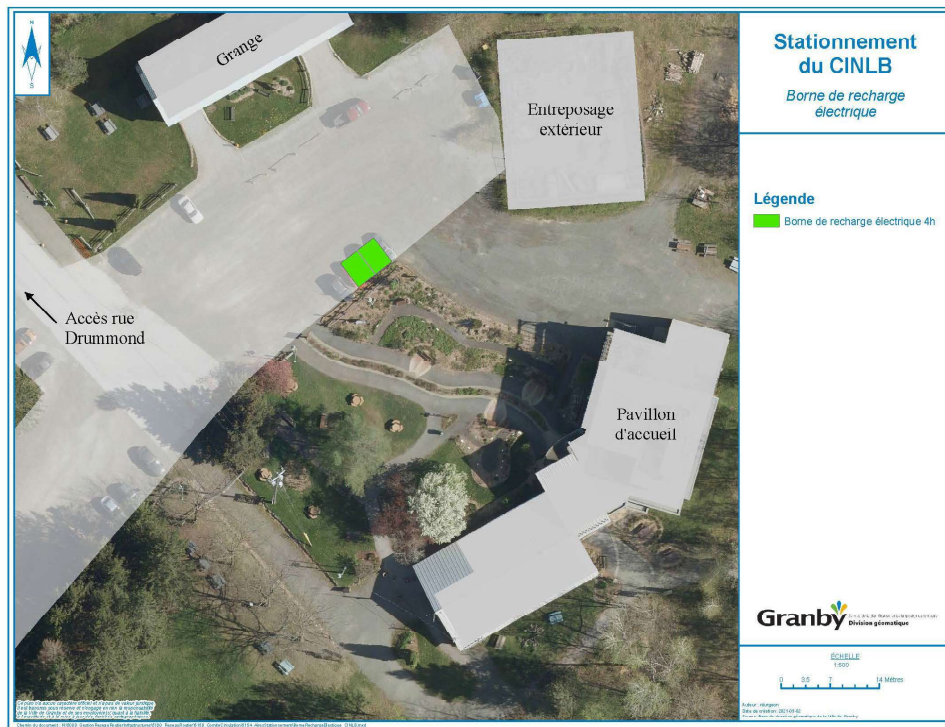 N
S
Grange
Entreposage
extérieur
Accès rue
Drummond
Pavillon
d'accueil
Stationnement
du CINLB
Borne de recharge
électrique
Légende
Borne de recharge électrique 4h
Granby
Division géomatique
ÉCHELLE
1:500
0 3.5 7 14 Mètres